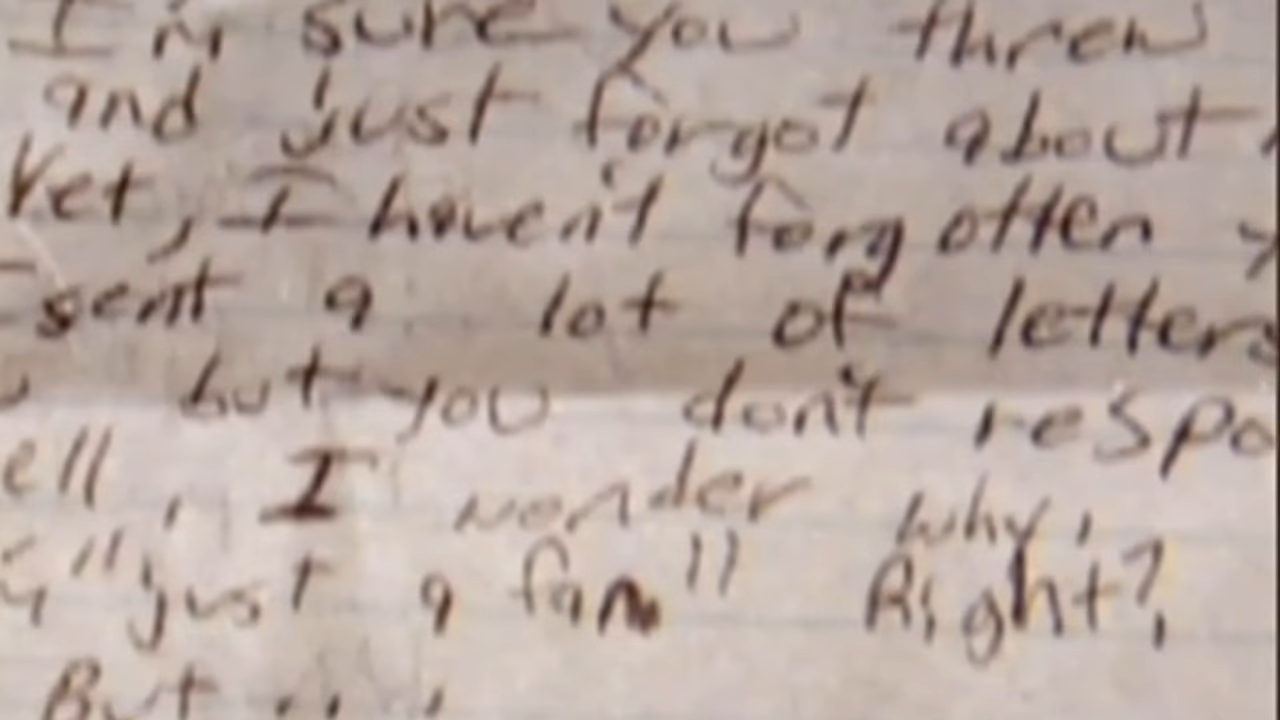 I'm sure you threw
and just forgot about
Yet, I haven't forgotten y
I sent a lot of letters
but you don't respo
ell, I wonder why,
"just a fan" Right?,
But...